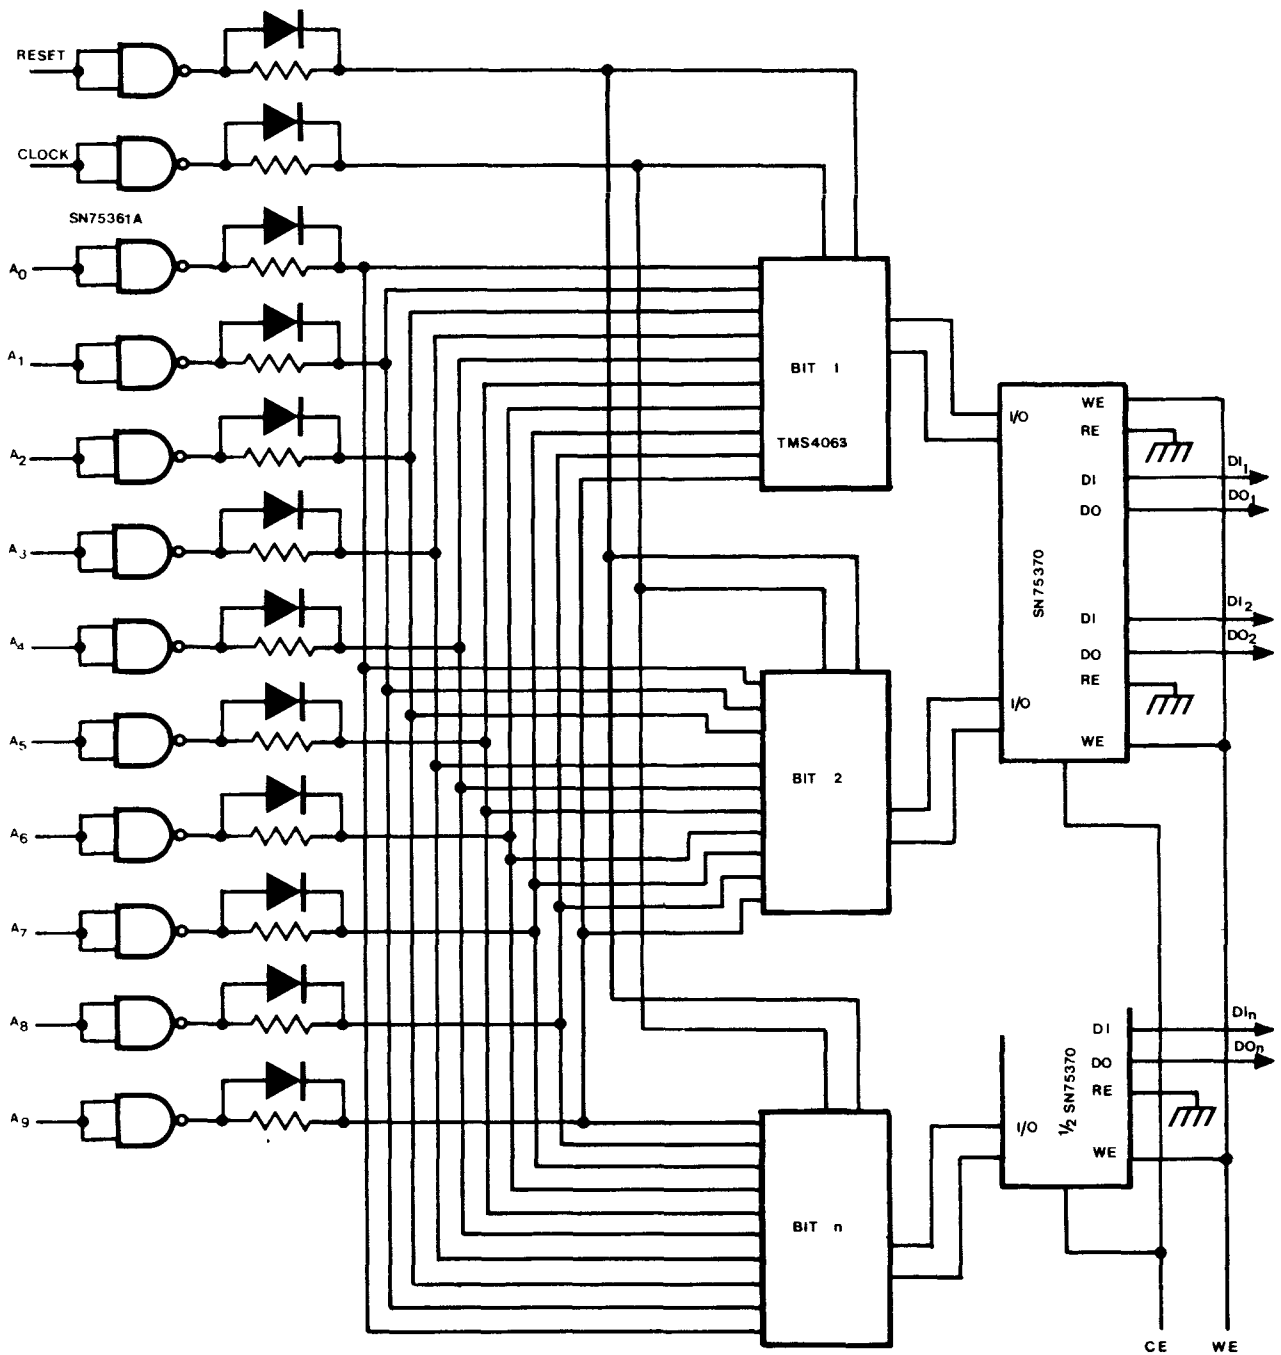 RESET
CLOCK
SN75361A
A0
A1
A2
A3
A4
A5
A6
A7
A8
A9
BIT 1
TMS4063
BIT 2
BIT n
I/O
WE
RE
DI
DO
SN75370
DI
DO
RE
I/O
WE
DI1
DO1
DI2
DO2
I/O
DI
DO
RE
WE
1/2 SN75370
DIn
DOn
CE
WE